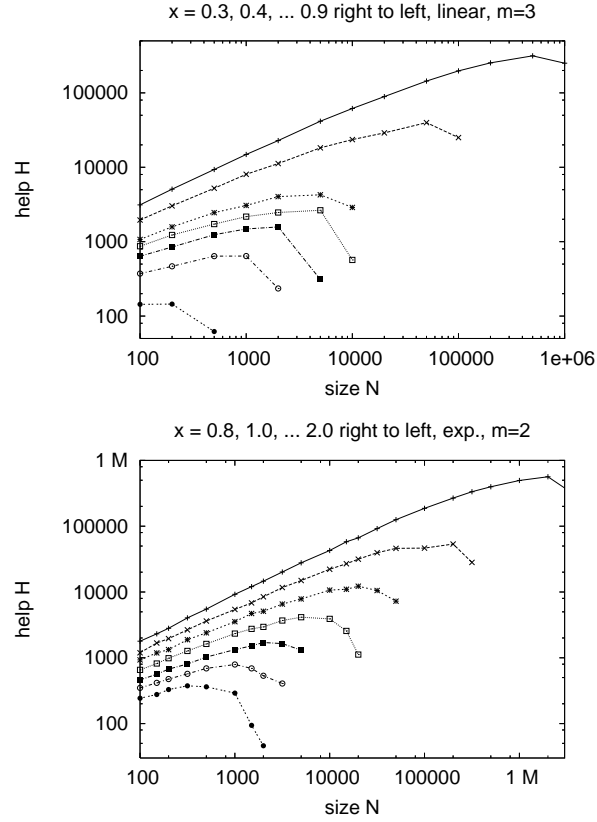 x = 0.3, 0.4, ... 0.9 right to left, linear, m=3
100000
10000
1000
100
help H
100 1000 10000 100000 1e+06
size N
x = 0.8, 1.0, ... 2.0 right to left, exp., m=2
1 M
100000
10000
1000
100
help H
100 1000 10000 100000 1 M
size N